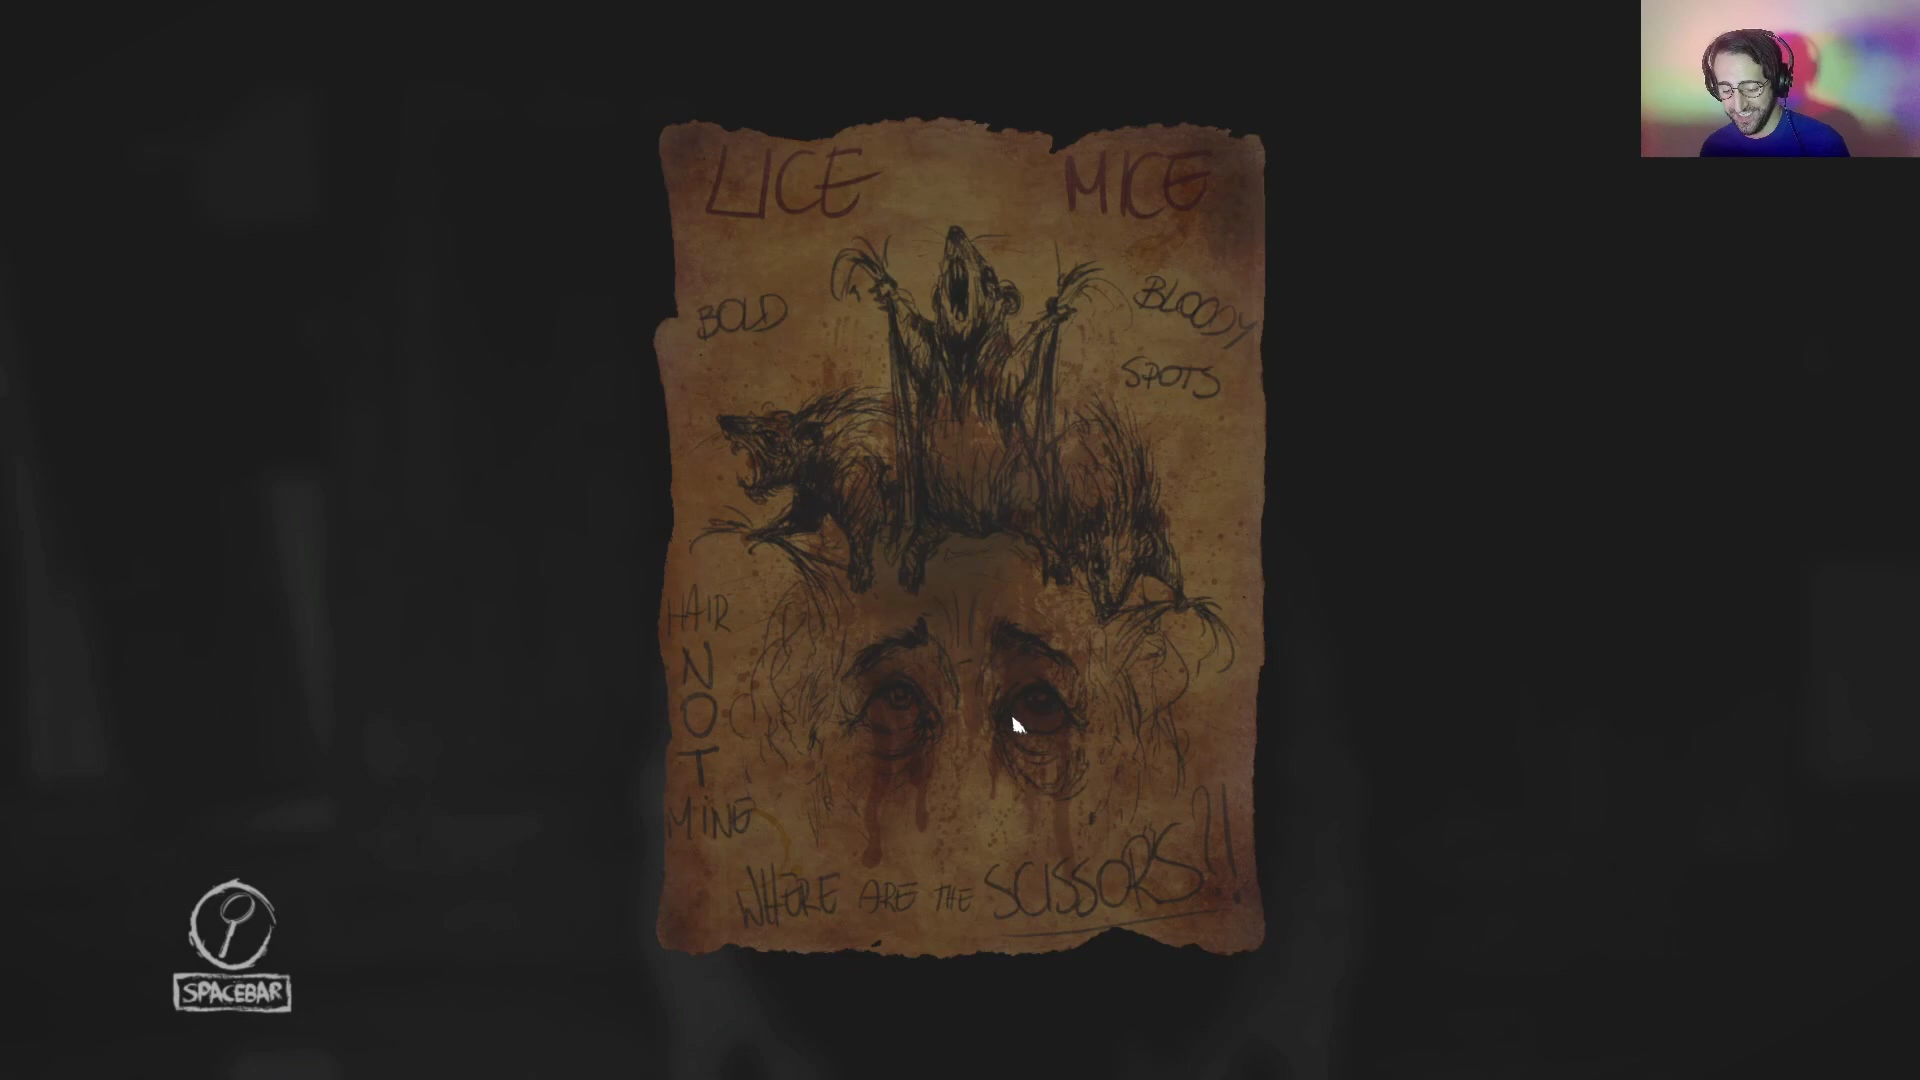 LICE MICE
BOLD
BLOODY
SPOTS
HAIR
NOT
MINE
WHERE ARE THE SCISSORS?!
SPACEBAR